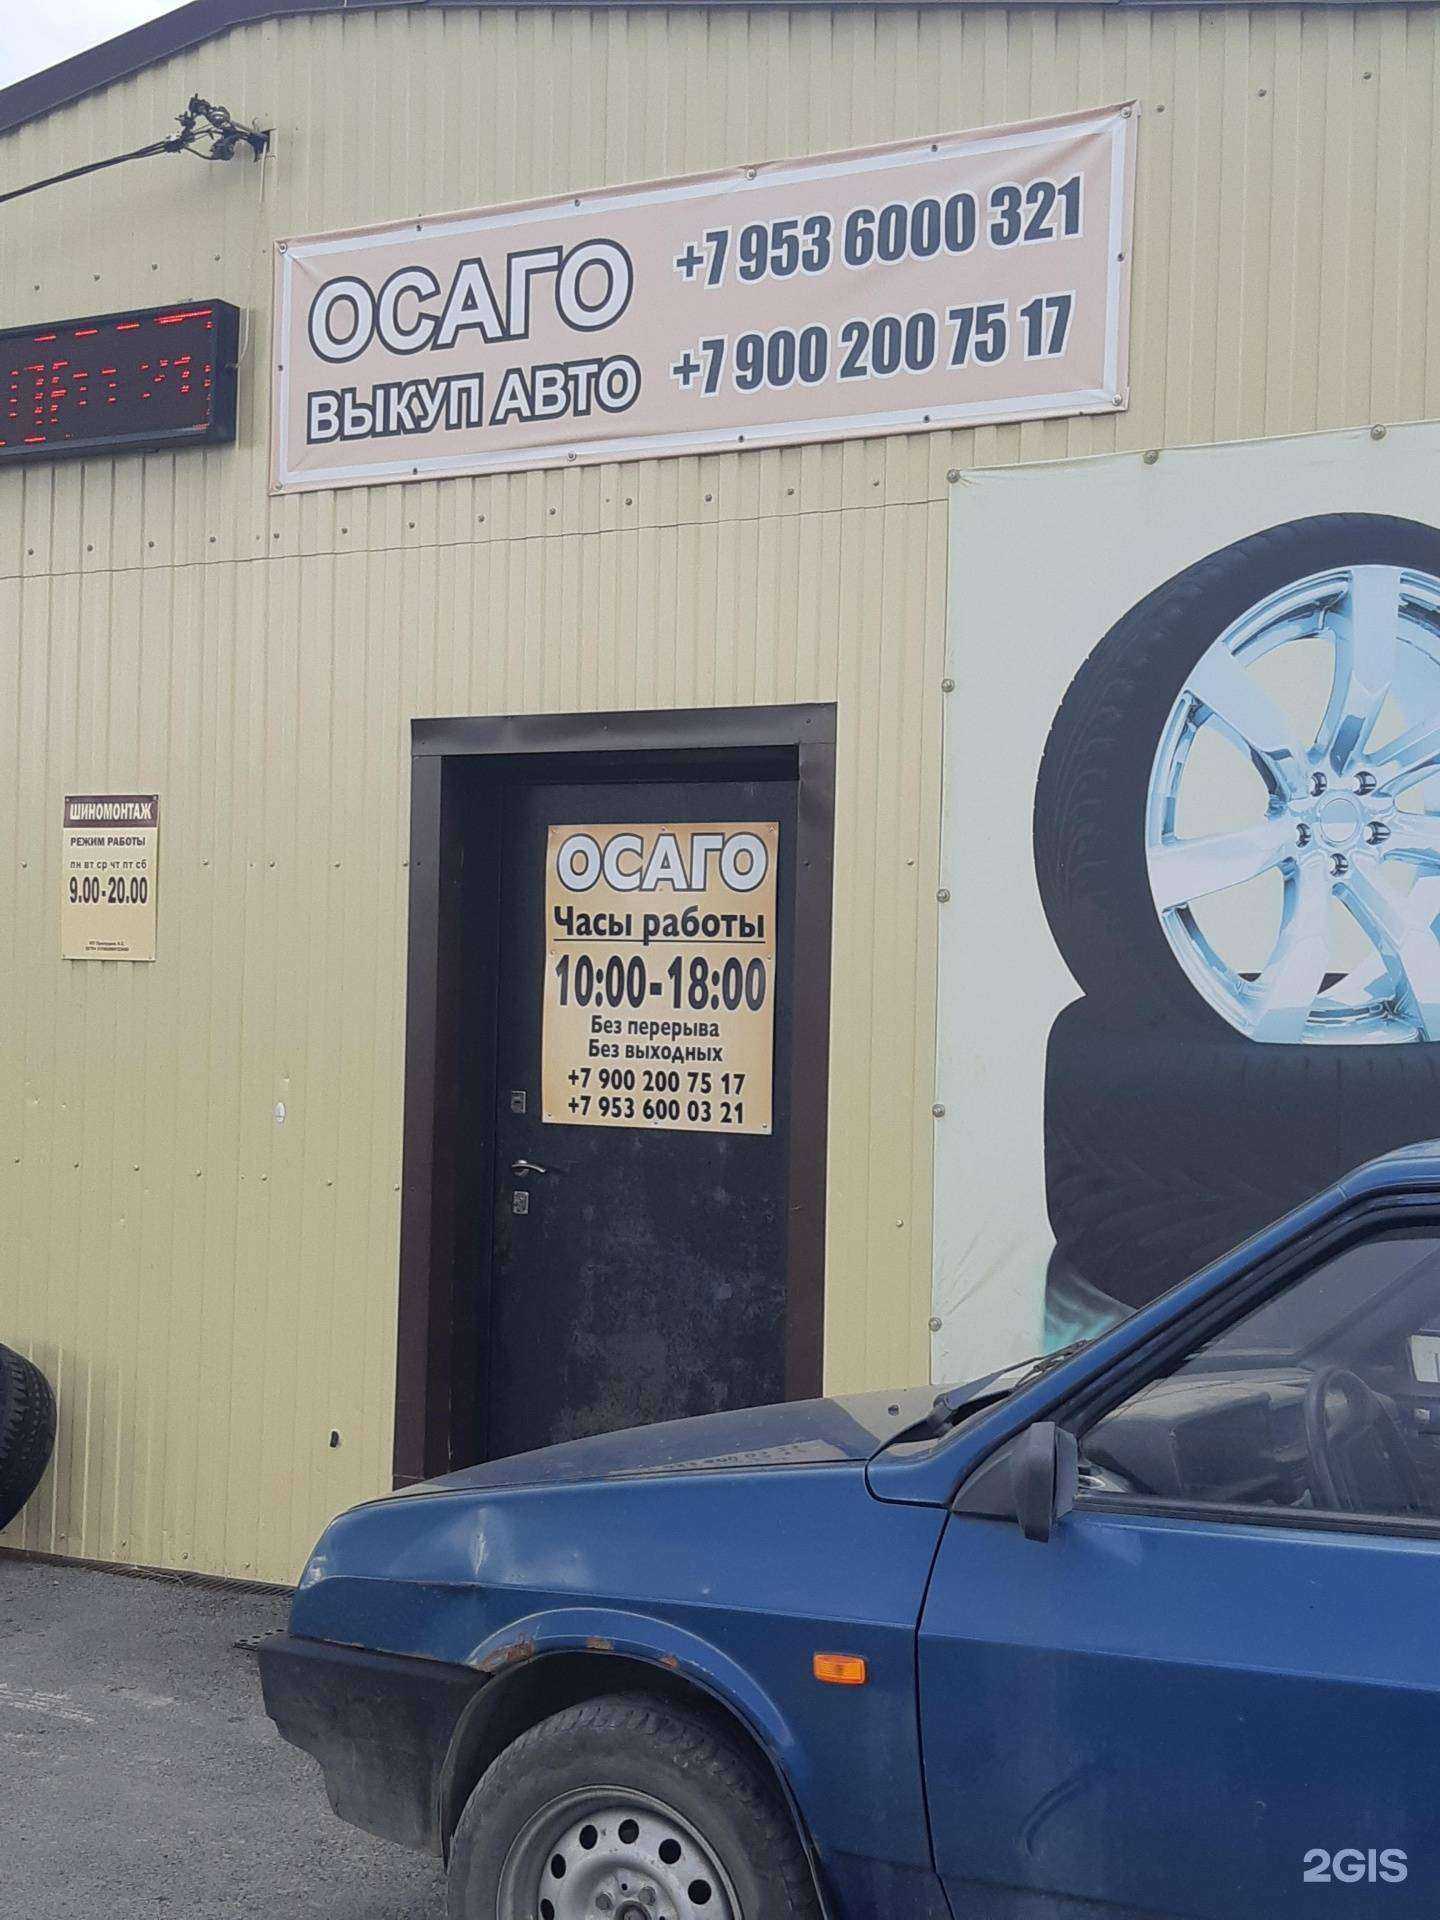 ОСАГО
ВЫКУП АВТО
+7 953 6000 321
+7 900 200 75 17
ШИНОМОНТАЖ
РЕЖИМ РАБОТЫ
пн вт ср чт пт сб
9.00-20.00
ОСАГО
Часы работы
10:00-18:00
Без перерыва
Без выходных
+7 900 200 75 17
+7 953 600 03 21
2GIS